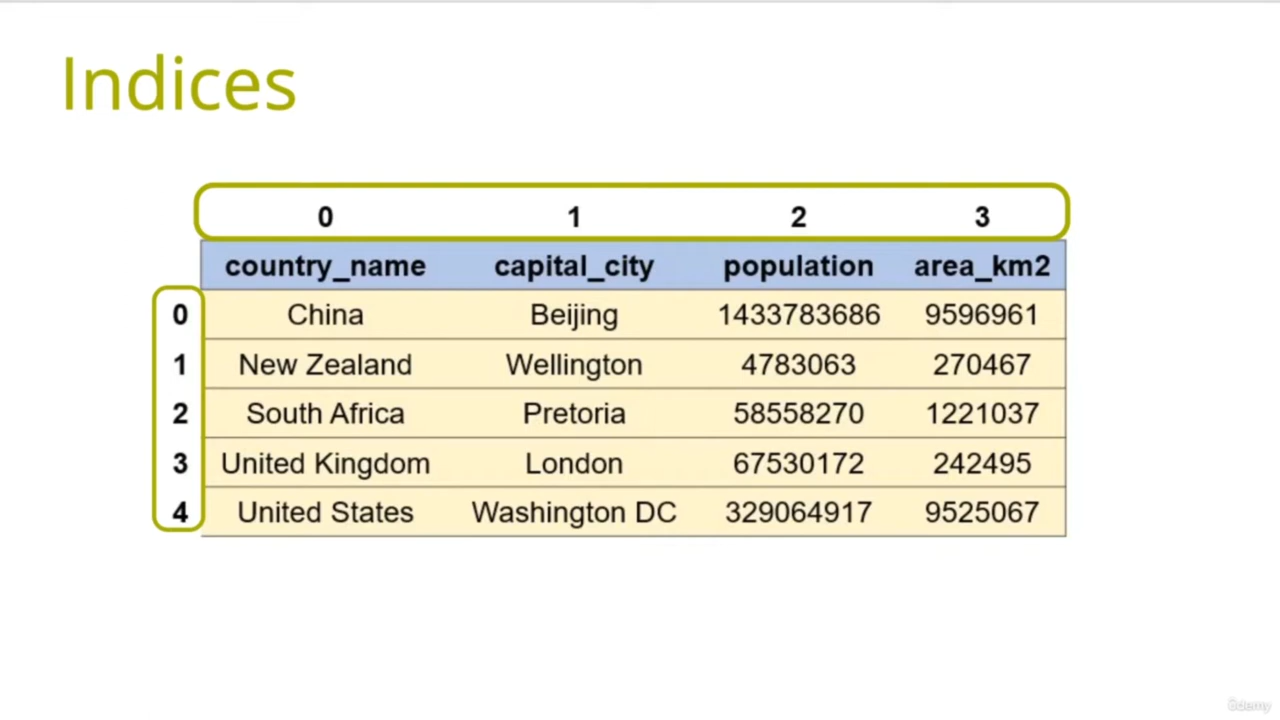 Indices
0 1 2 3
country_name capital_city population area_km2
0 China Beijing 1433783686 9596961
1 New Zealand Wellington 4783063 270467
2 South Africa Pretoria 58558270 1221037
3 United Kingdom London 67530172 242495
4 United States Washington DC 329064917 9525067
ûdemy